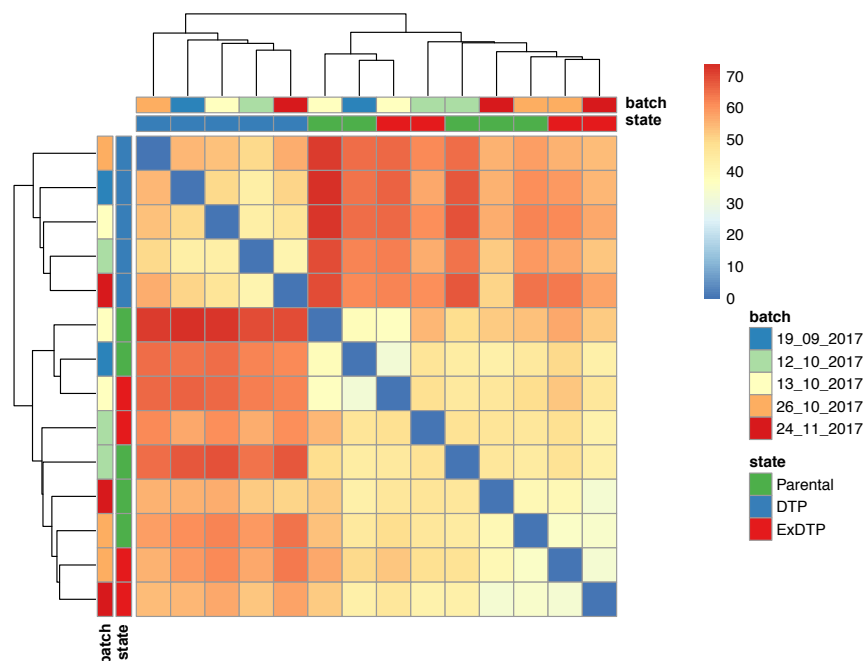 batch
state
70
60
50
40
30
20
10
0
batch
19_09_2017
12_10_2017
13_10_2017
26_10_2017
24_11_2017
state
Parental
DTP
ExDTP
batch
state